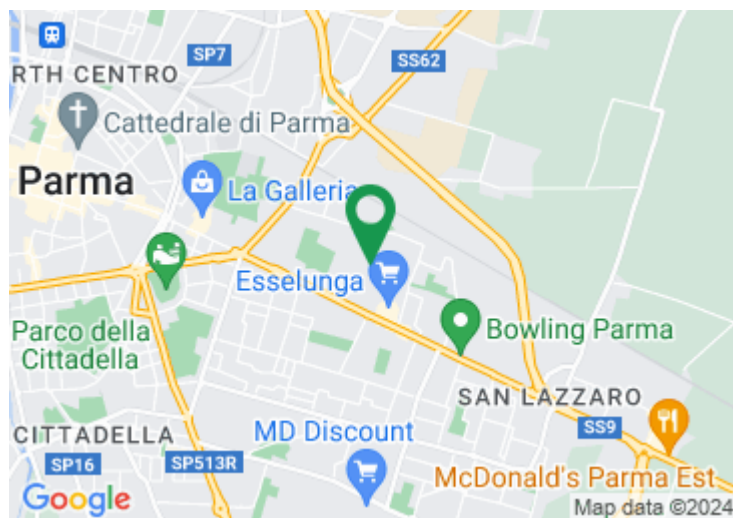 SP7
SS62
RTH CENTRO
Cattedrale di Parma
Parma
La Galleria
Esselunga
Parco della
Cittadella
Bowling Parma
SAN LAZZARO
SS9
CITTADELLA
MD Discount
SP16
SP513R
McDonald's Parma Est
Google
Map data ©2024